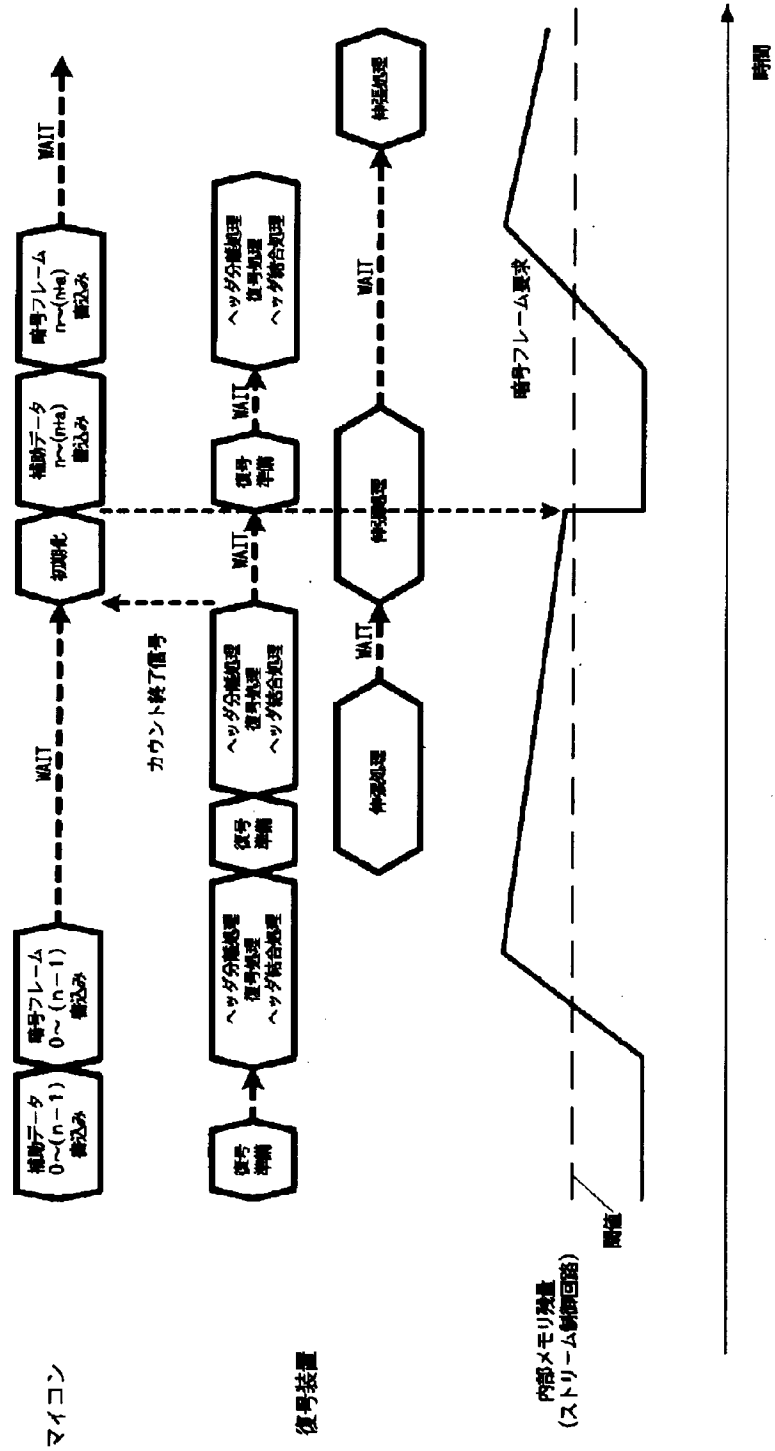 マイコン
補助データ
0～(n－1)
書込み
暗号フレーム
0～(n－1)
書込み
WAIT
初期化
補助データ
n～(n+a)
書込み
暗号フレーム
n～(n+a)
書込み
WAIT
カウント終了信号
復号装置
復号
準備
ヘッダ分離処理
復号処理
ヘッダ結合処理
復号
準備
ヘッダ分離処理
復号処理
ヘッダ結合処理
WAIT
復号
準備
WAIT
ヘッダ分離処理
復号処理
ヘッダ結合処理
伸張処理
WAIT
伸張処理
WAIT
伸張処理
内部メモリ残量
(ストリーム制御回路)
閾値
暗号フレーム要求
時間